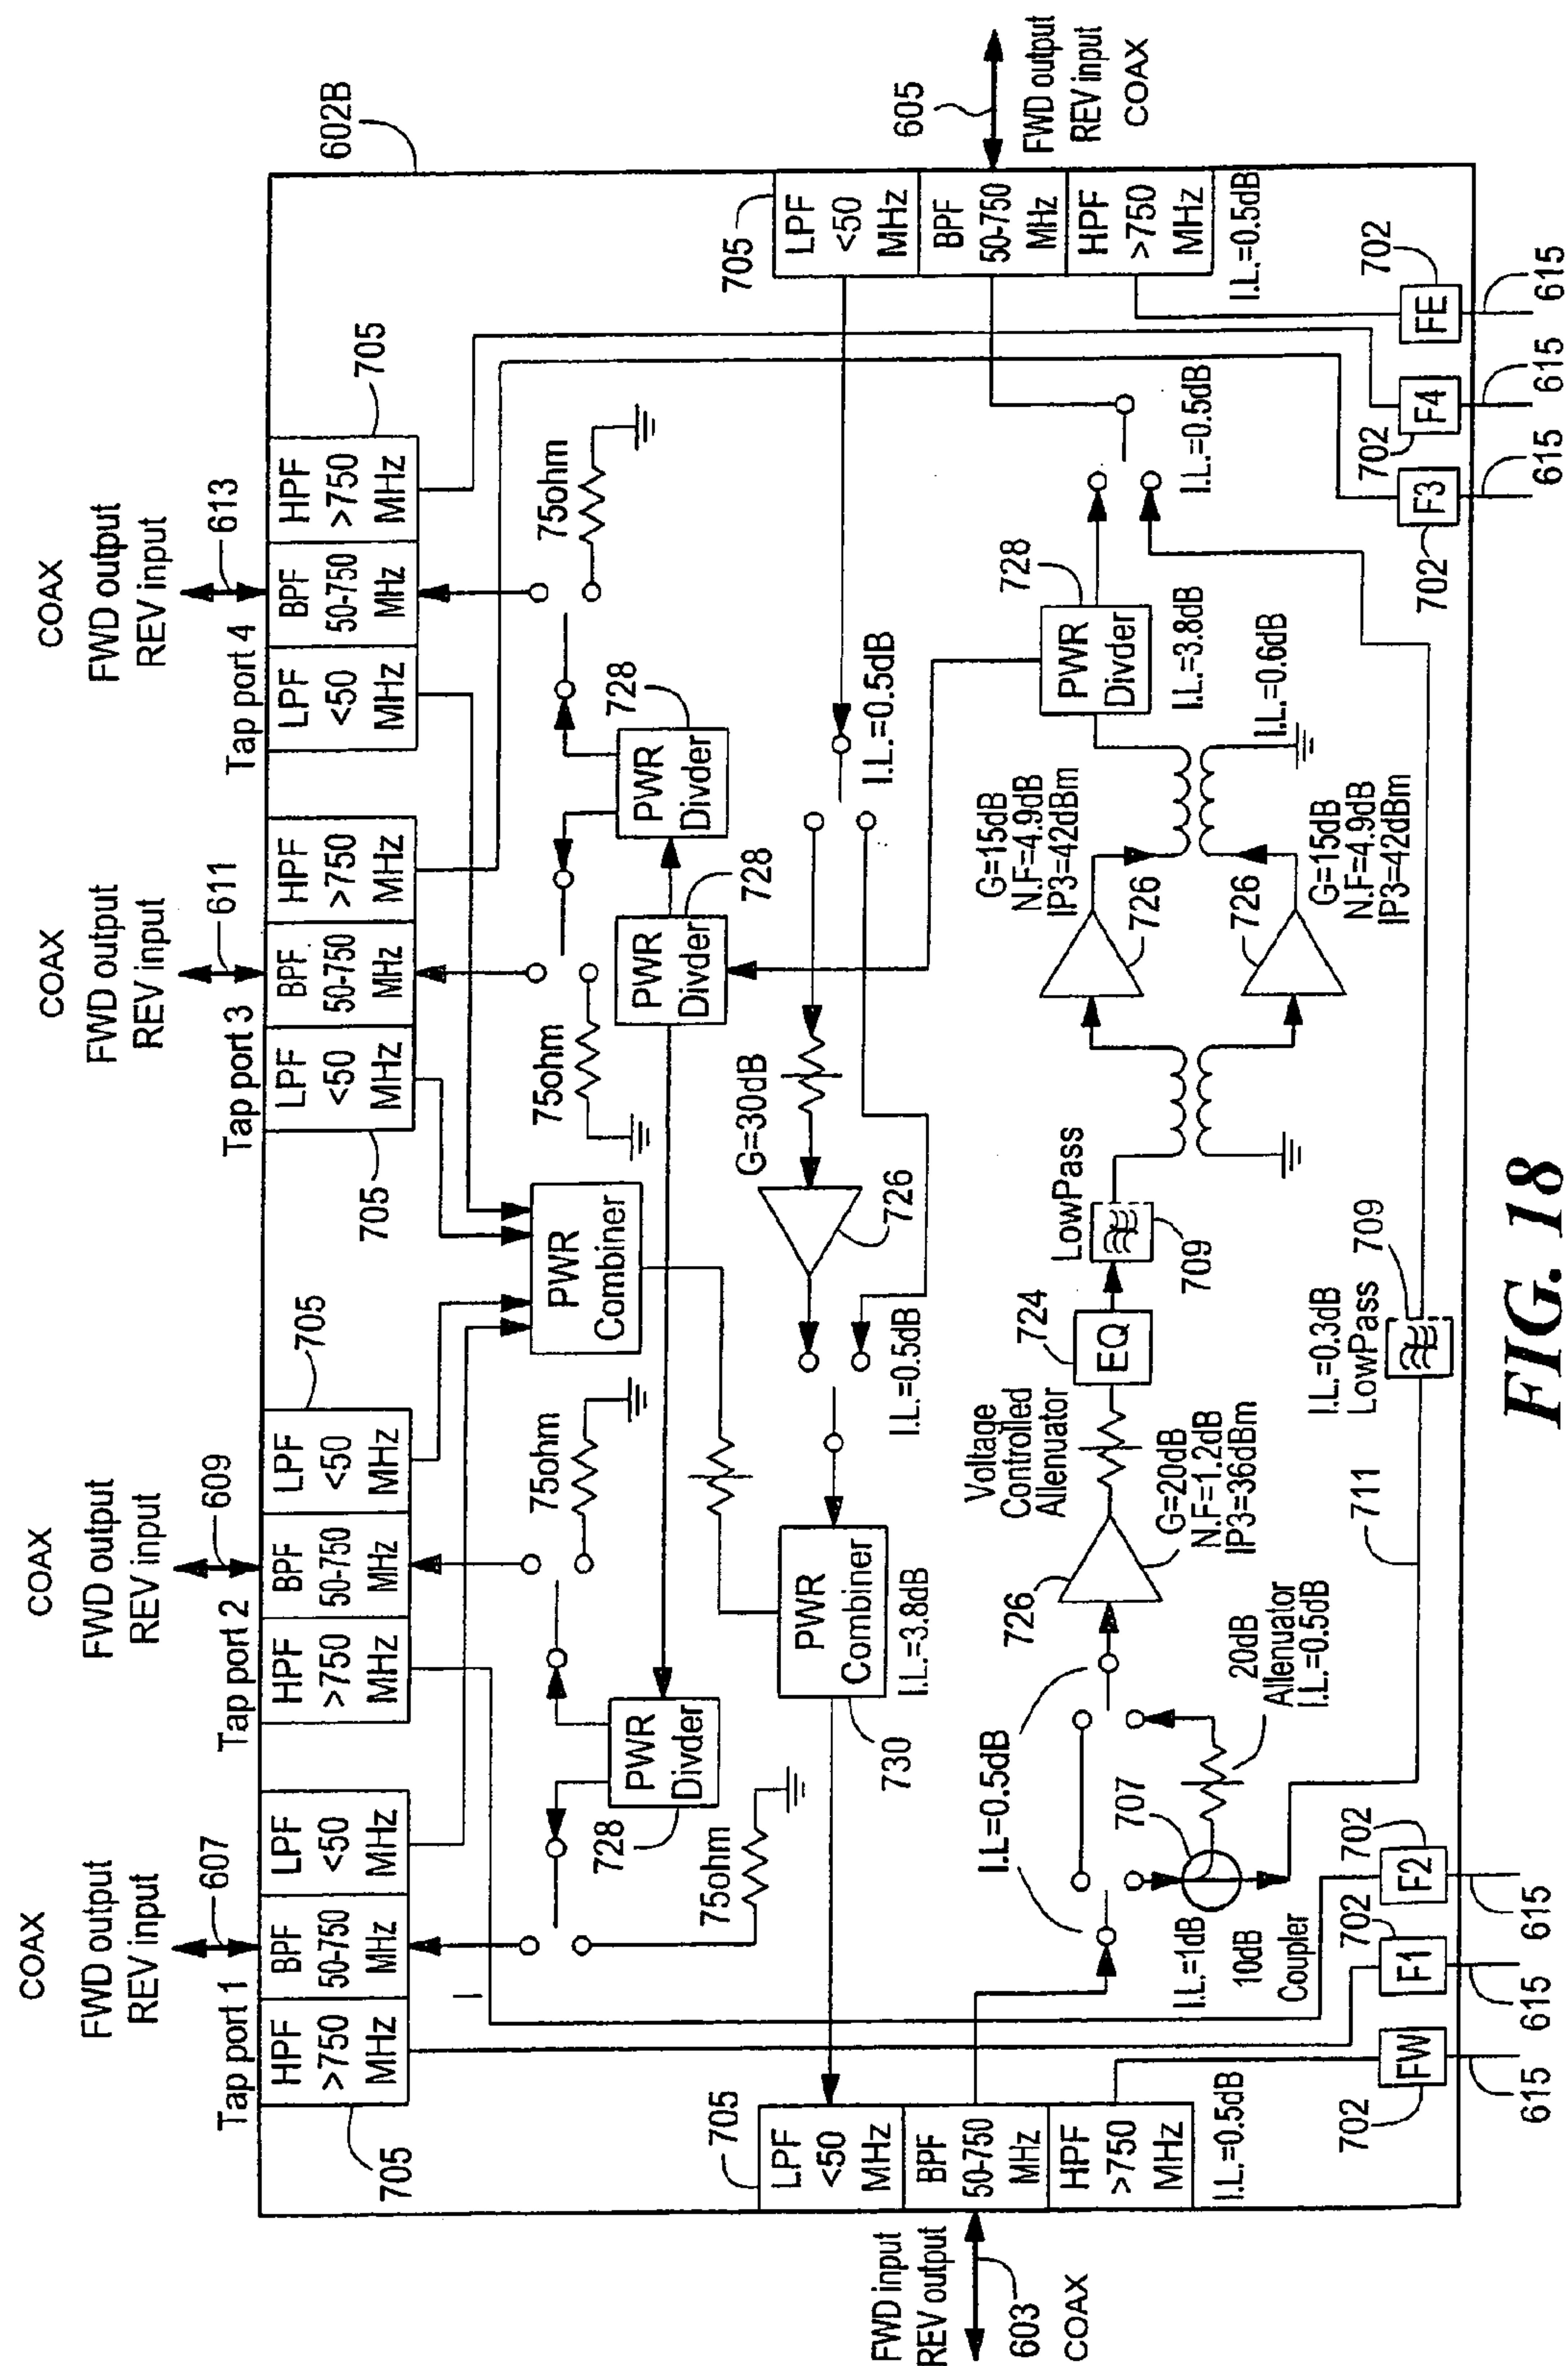 COAX
FWD output
REV input
607
Tap port 1
HPF
>750
MHz
BPF
50-750
MHz
LPF
<50
MHz
705
COAX
FWD output
REV input
609
Tap port 2
HPF
>750
MHz
BPF
50-750
MHz
LPF
<50
MHz
705
COAX
FWD output
REV input
611
Tap port 3
LPF
<50
MHz
BPF
50-750
MHz
HPF
>750
MHz
705
COAX
FWD output
REV input
613
Tap port 4
LPF
<50
MHz
BPF
50-750
MHz
HPF
>750
MHz
705
602B
75ohm
PWR
Divder
728
75ohm
PWR
Combiner
75ohm
PWR
Divder
728
PWR
Divder
728
75ohm
705
LPF
<50
MHz
BPF
50-750
MHz
HPF
>750
MHz
I.L.=0.5dB
FWD input
REV output
603
COAX
PWR
Combiner
I.L.=3.8dB
730
I.L.=0.5dB
G=30dB
726
I.L.=0.5dB
705
LPF
<50
MHz
BPF
50-750
MHz
HPF
>750
MHz
I.L.=0.5dB
605
FWD output
REV input
COAX
I.L=0.5dB
707
I.L.=1dB
10dB
Coupler
20dB
Allenuator
I.L.=0.5dB
726
G=20dB
N.F=1.2dB
IP3=36dBm
Voltage
Controlled
Allenuator
724
EQ
LowPass
709
G=15dB
N.F=4.9dB
IP3=42dBm
726
726
G=15dB
N.F=4.9dB
IP3=42dBm
I.L.=0.6dB
728
PWR
Divder
I.L.=3.8dB
I.L.=0.5dB
711
I.L.=0.3dB
LowPass
709
702
FW
615
702
F1
615
702
F2
615
702
F3
615
702
F4
615
702
FE
615
FIG. 18